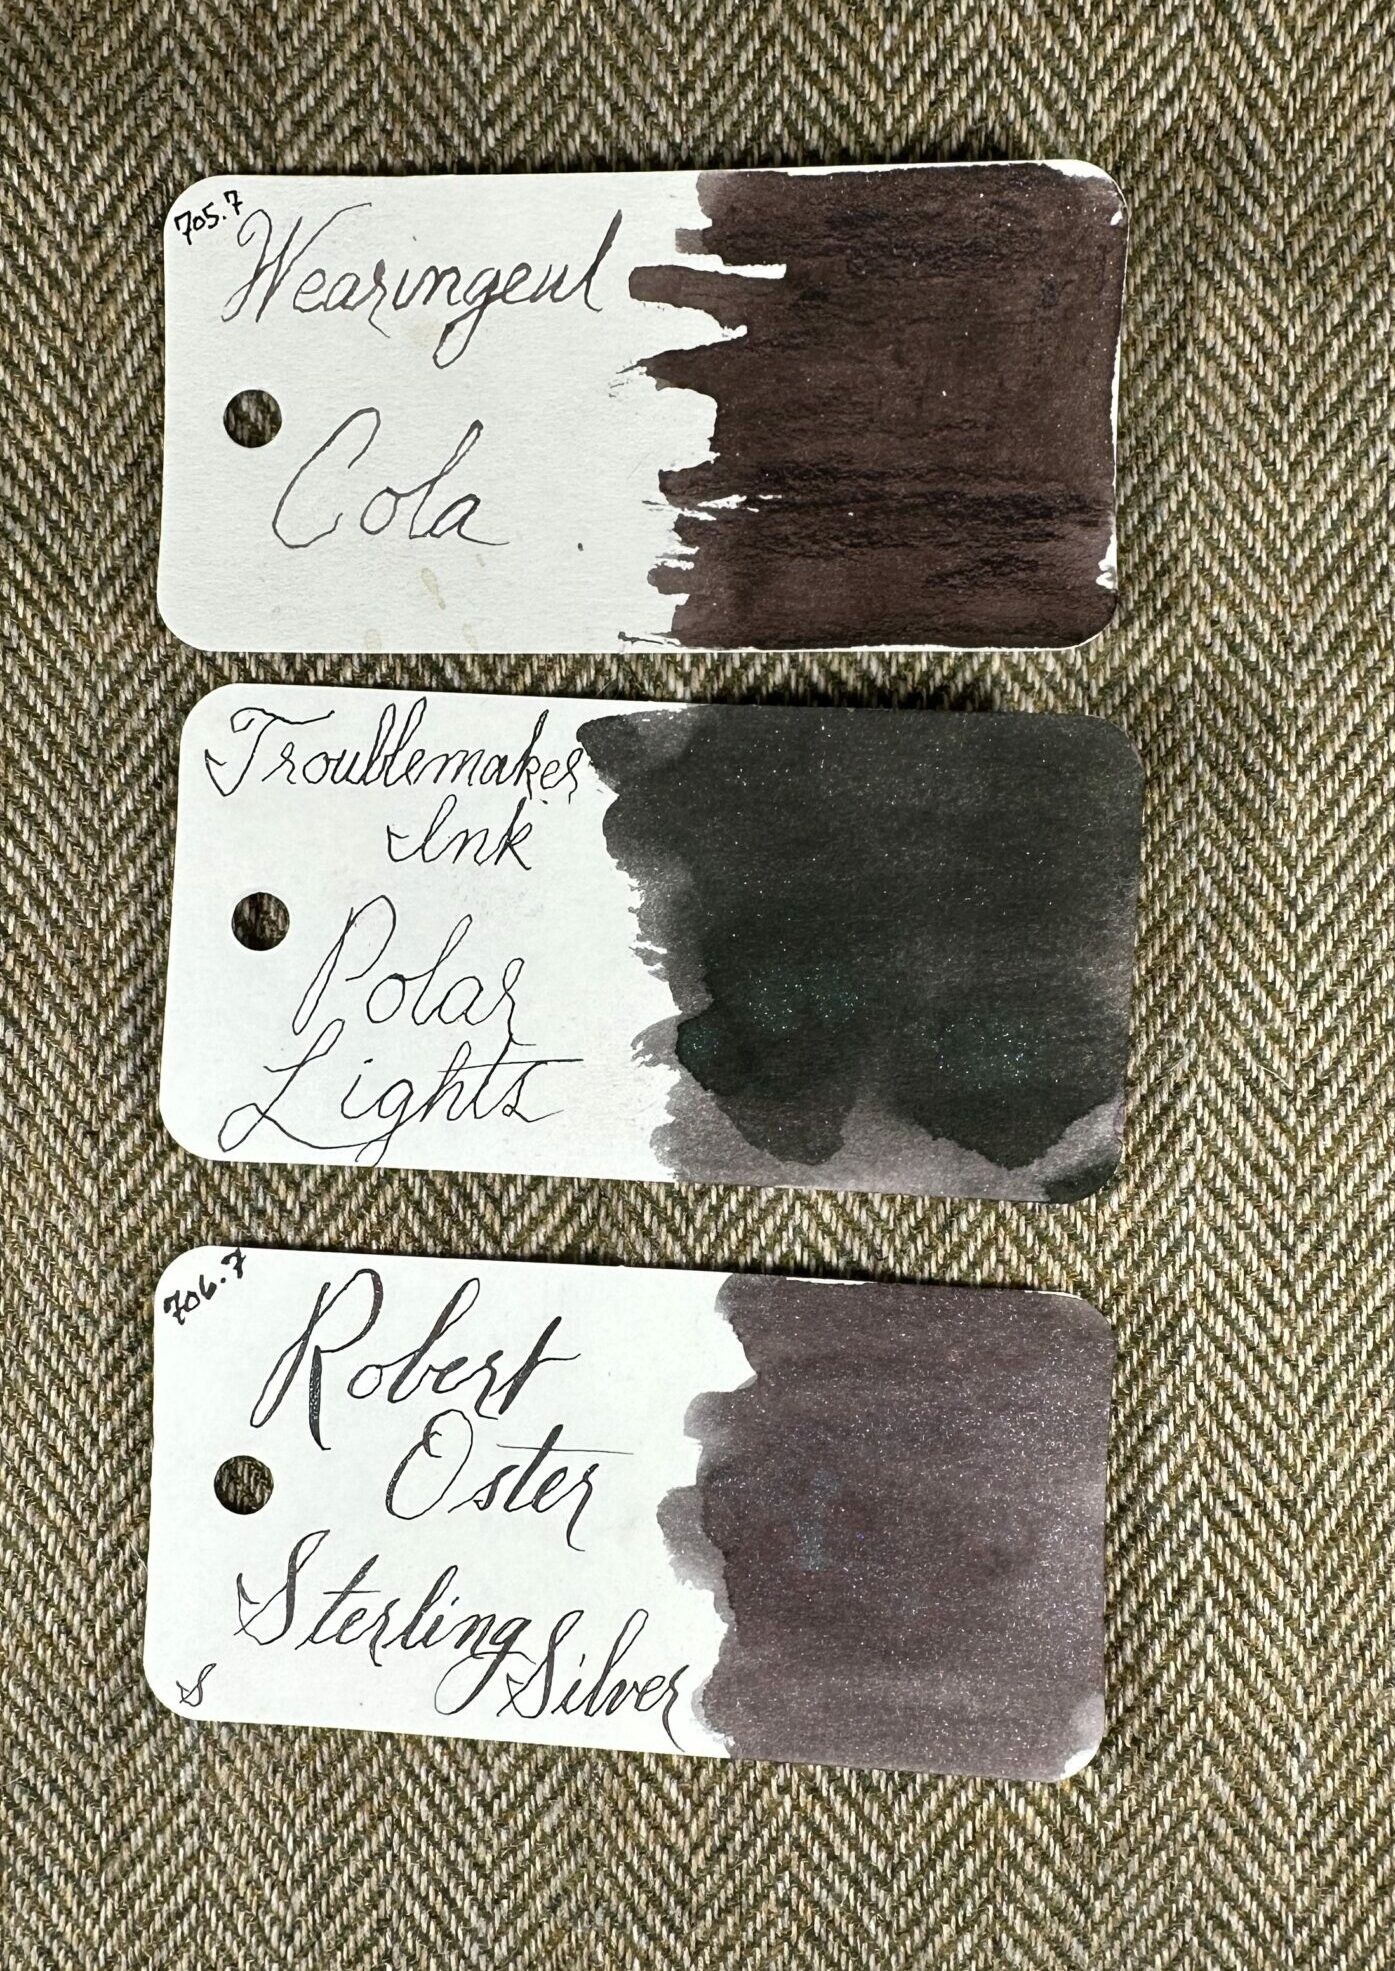 705.7
Wearingeul
Cola
Troublemaker
Ink
Polar
Lights
706.7
Robert
Oster
Sterling
Silver
S